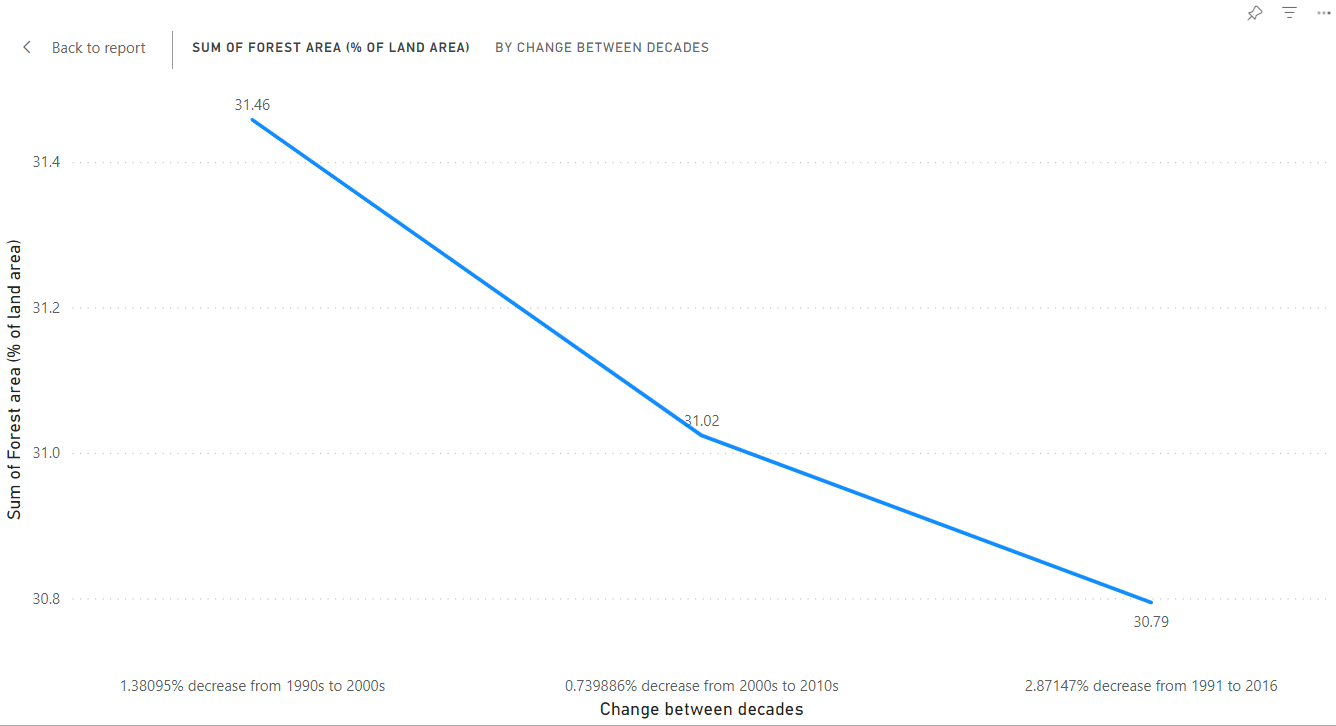 Back to report
SUM OF FOREST AREA (% OF LAND AREA)
BY CHANGE BETWEEN DECADES
31.46
31.4
31.2
31.02
31.0
30.8
30.79
Sum of Forest area (% of land area)
1.38095% decrease from 1990s to 2000s
0.739886% decrease from 2000s to 2010s
2.87147% decrease from 1991 to 2016
Change between decades